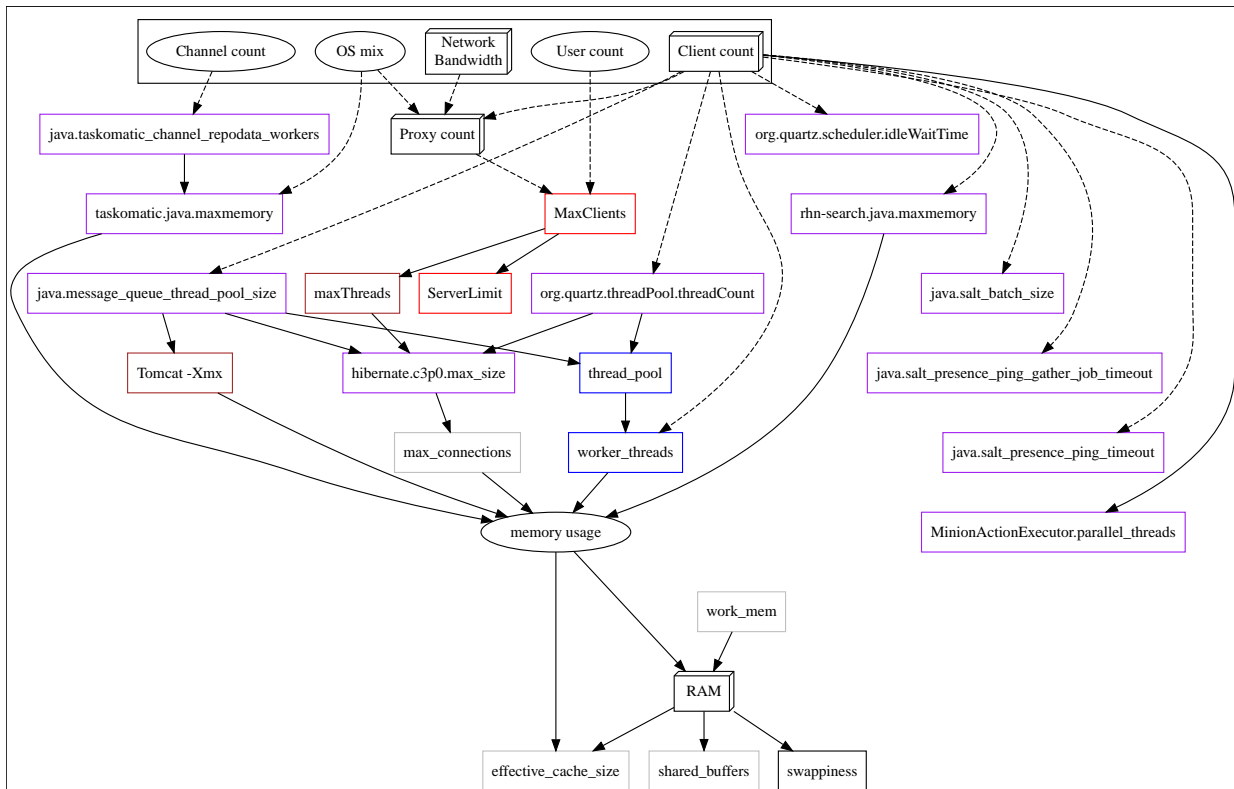 Channel count
OS mix
Network
Bandwidth
User count
Client count
java.taskomatic_channel_repodata_workers
Proxy count
org.quartz.scheduler.idleWaitTime
taskomatic.java.maxmemory
MaxClients
rhn-search.java.maxmemory
java.message_queue_thread_pool_size
maxThreads
ServerLimit
org.quartz.threadPool.threadCount
java.salt_batch_size
Tomcat -Xmx
hibernate.c3p0.max_size
thread_pool
java.salt_presence_ping_gather_job_timeout
max_connections
worker_threads
java.salt_presence_ping_timeout
memory usage
MinionActionExecutor.parallel_threads
work_mem
RAM
effective_cache_size
shared_buffers
swappiness